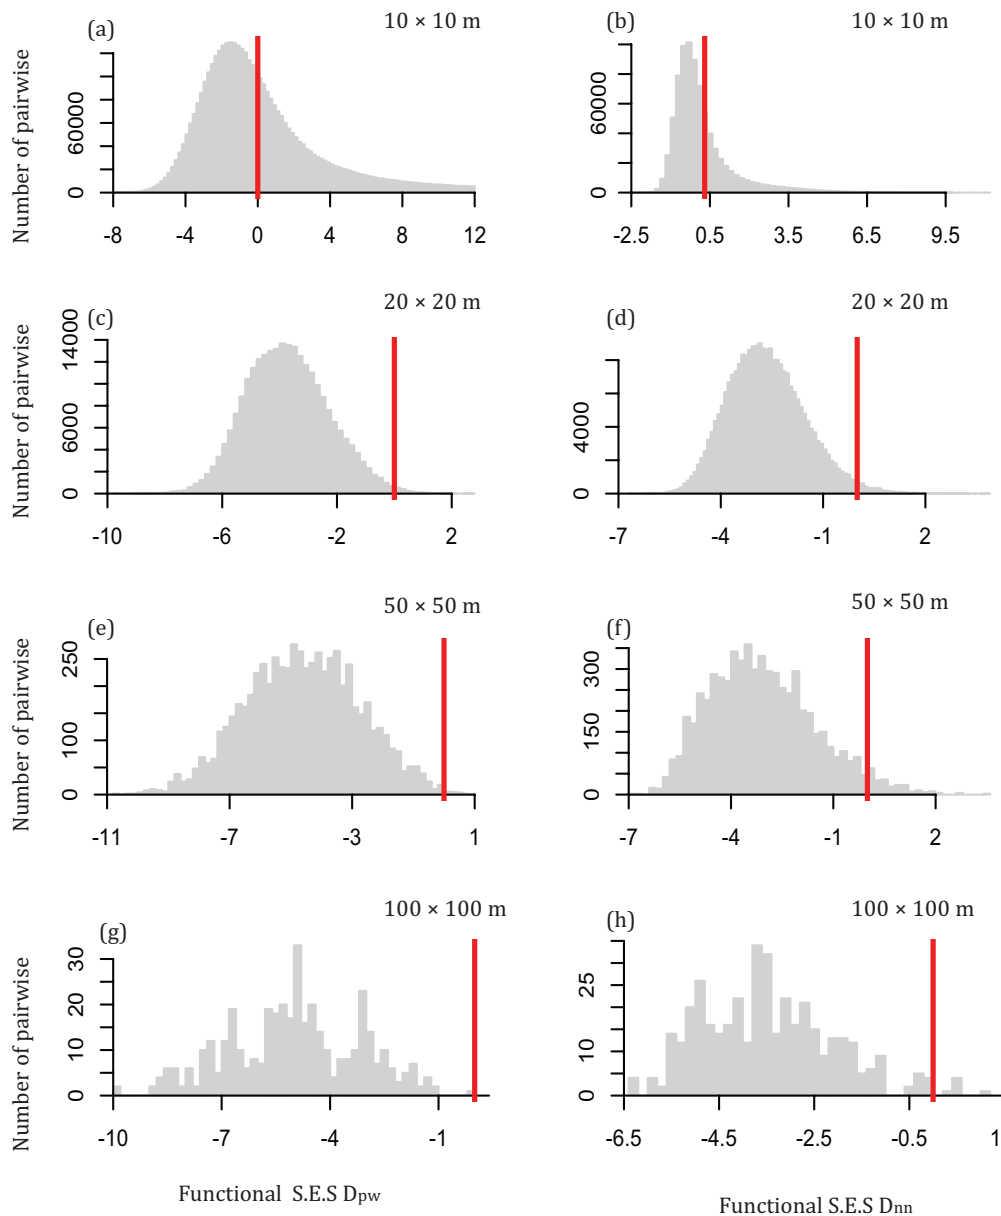 (a) 10 × 10 m
Number of pairwise
0 60000
-8 -4 0 4 8 12
(b) 10 × 10 m
0 60000
-2.5 0.5 3.5 6.5 9.5
(c) 20 × 20 m
Number of pairwise
0 6000 14000
-10 -6 -2 2
(d) 20 × 20 m
0 4000
-7 -4 -1 2
(e) 50 × 50 m
Number of pairwise
0 100 250
-11 -7 -3 1
(f) 50 × 50 m
0 150 300
-7 -4 -1 2
(g) 100 × 100 m
Number of pairwise
0 10 20 30
-10 -7 -4 -1
(h) 100 × 100 m
0 10 25
-6.5 -4.5 -2.5 -0.5 1
Functional S.E.S Dpw
Functional S.E.S Dnn